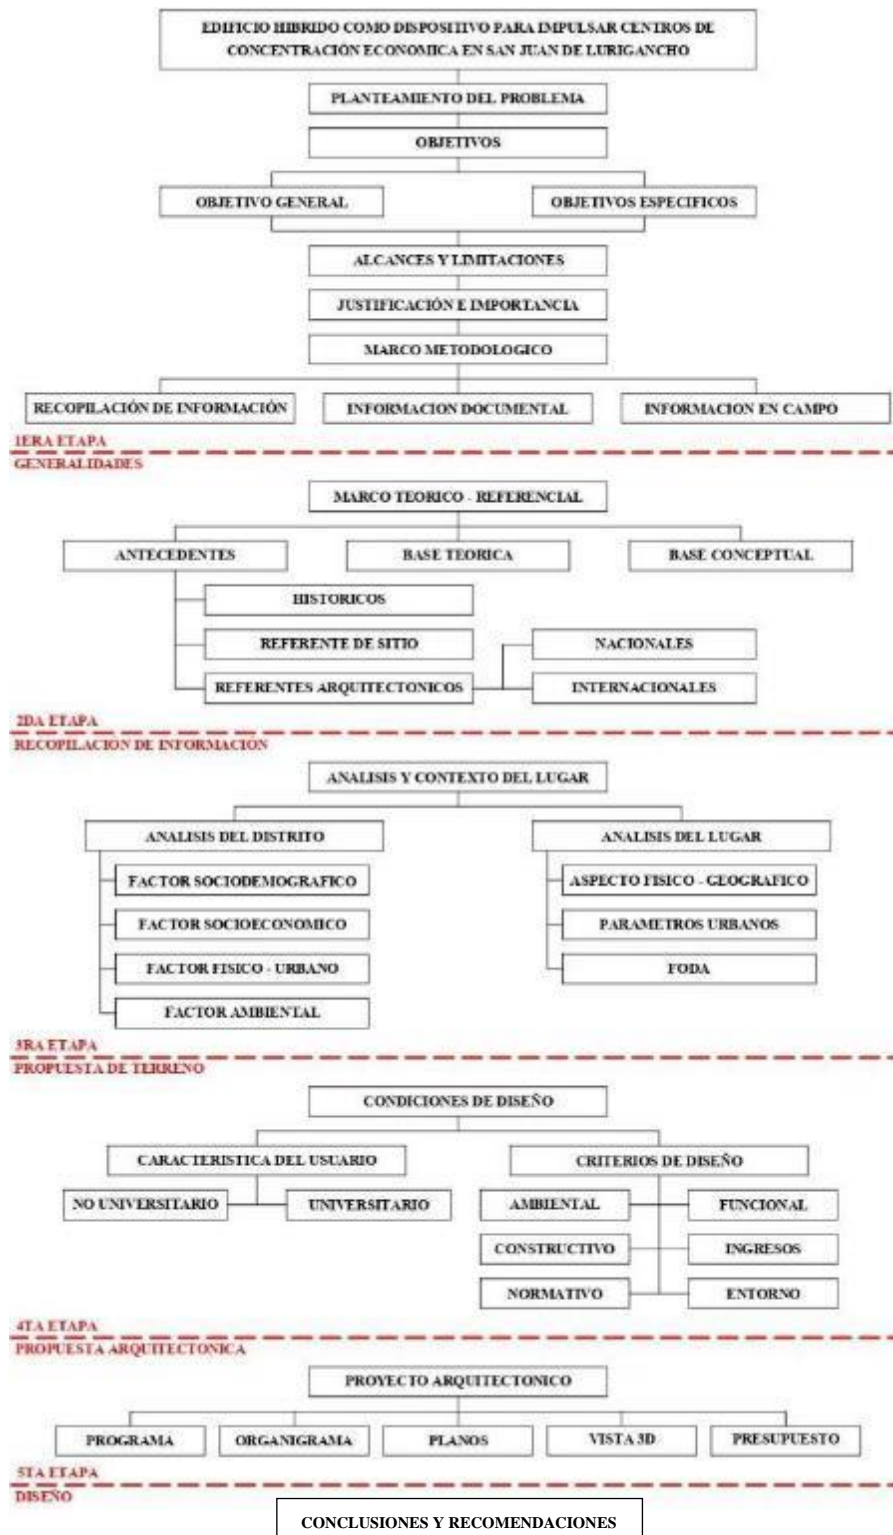 EDIFICIO HIBRIDO COMO DISPOSITIVO PARA IMPULSAR CENTROS DE
CONCENTRACIÓN ECONOMICA EN SAN JUAN DE LURIGANCHO
PLANTEAMIENTO DEL PROBLEMA
OBJETIVOS
OBJETIVO GENERAL
OBJETIVOS ESPECIFICOS
ALCANCES Y LIMITACIONES
JUSTIFICACIÓN E IMPORTANCIA
MARCO METODOLOGICO
RECOPILACIÓN DE INFORMACIÓN
INFORMACION DOCUMENTAL
INFORMACION EN CAMPO
1ERA ETAPA
GENERALIDADES
MARCO TEORICO - REFERENCIAL
ANTECEDENTES
BASE TEORICA
BASE CONCEPTUAL
HISTORICOS
REFERENTE DE SITIO
NACIONALES
REFERENTES ARQUITECTONICOS
INTERNACIONALES
2DA ETAPA
RECOPILACIÓN DE INFORMACIÓN
ANALISIS Y CONTEXTO DEL LUGAR
ANALISIS DEL DISTRITO
ANALISIS DEL LUGAR
FACTOR SOCIODEMOGRAFICO
ASPECTO FISICO - GEOGRAFICO
FACTOR SOCIOECONOMICO
PARAMETROS URBANOS
FACTOR FISICO - URBANO
FODA
FACTOR AMBIENTAL
3RA ETAPA
PROPUESTA DE TERRENO
CONDICIONES DE DISEÑO
CARACTERISTICA DEL USUARIO
CRITERIOS DE DISEÑO
NO UNIVERSITARIO
UNIVERSITARIO
AMBIENTAL
FUNCIONAL
CONSTRUCTIVO
INGRESOS
NORMATIVO
ENTORNO
4TA ETAPA
PROPUESTA ARQUITECTONICA
PROYECTO ARQUITECTONICO
PROGRAMA
ORGANIGRAMA
PLANOS
VISTA 3D
PRESUPUESTO
5TA ETAPA
DISEÑO
CONCLUSIONES Y RECOMENDACIONES